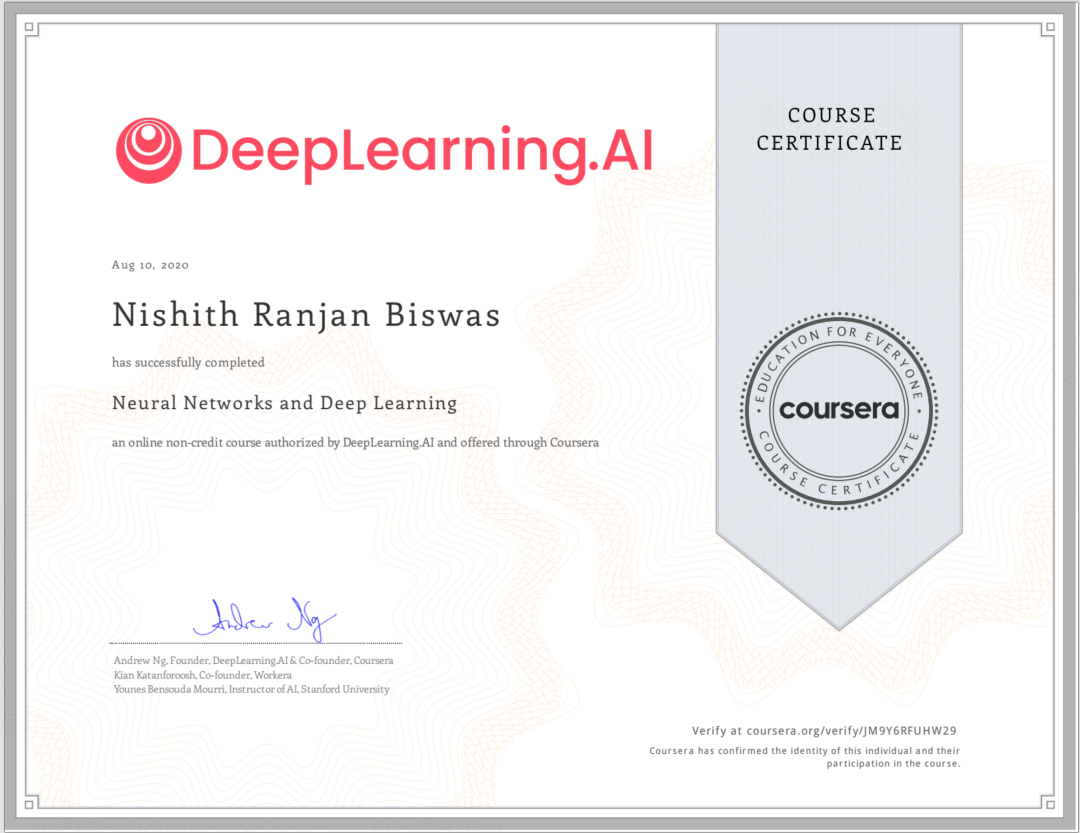 DeepLearning.AI
COURSE
CERTIFICATE
Aug 10, 2020
Nishith Ranjan Biswas
has successfully completed
Neural Networks and Deep Learning
an online non-credit course authorized by DeepLearning.AI and offered through Coursera
EDUCATION FOR EVERYONE
coursera
COURSE CERTIFICATE
Andrew Ng
Andrew Ng, Founder, DeepLearning.AI & Co-founder, Coursera
Kian Katanforoosh, Co-founder, Workera
Younes Bensouda Mourri, Instructor of AI, Stanford University
Verify at coursera.org/verify/JM9Y6RFUHW29
Coursera has confirmed the identity of this individual and their
participation in the course.